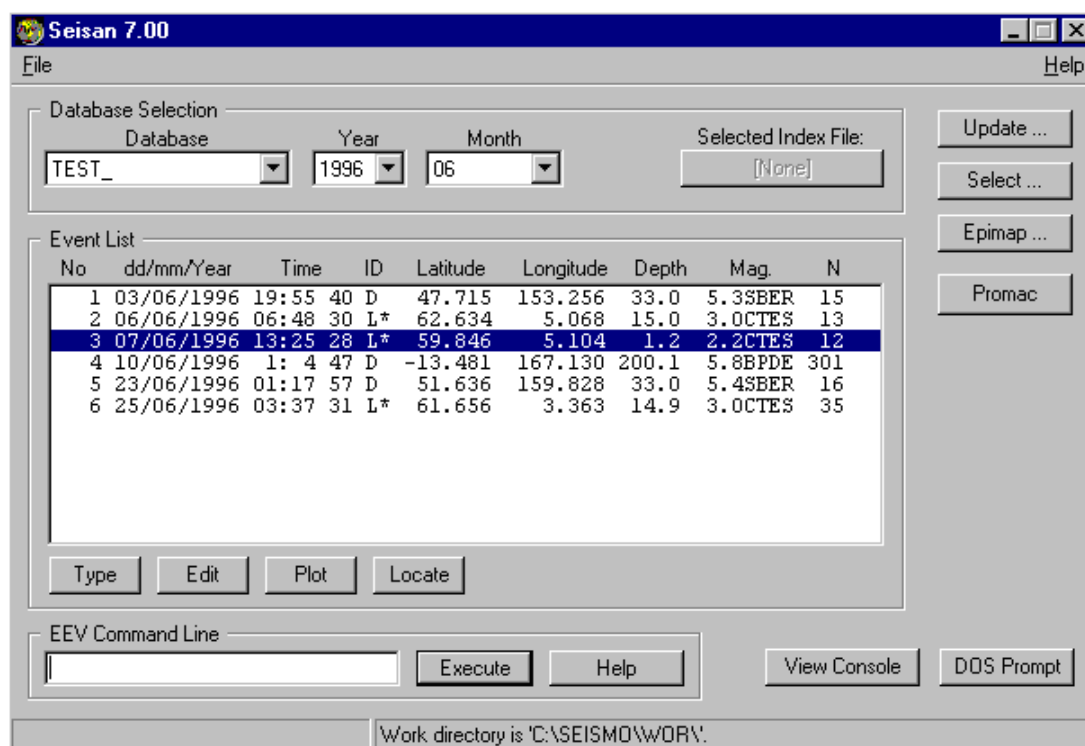 Seisan 7.00
File Help
Database Selection
Database Year Month Selected Index File:
TEST_ 1996 06 [None]
Update ...
Select ...
Epimap ...
Promac
Event List
No dd/mm/Year Time ID Latitude Longitude Depth Mag. N
1 03/06/1996 19:55 40 D 47.715 153.256 33.0 5.3SBER 15
2 06/06/1996 06:48 30 L* 62.634 5.068 15.0 3.0CTES 13
3 07/06/1996 13:25 28 L* 59.846 5.104 1.2 2.2CTES 12
4 10/06/1996 1: 4 47 D -13.481 167.130 200.1 5.8BPDE 301
5 23/06/1996 01:17 57 D 51.636 159.828 33.0 5.4SBER 16
6 25/06/1996 03:37 31 L* 61.656 3.363 14.9 3.0CTES 35
Type Edit Plot Locate
EEV Command Line
Execute Help View Console DOS Prompt
Work directory is 'C:\SEISMO\WOR\'.